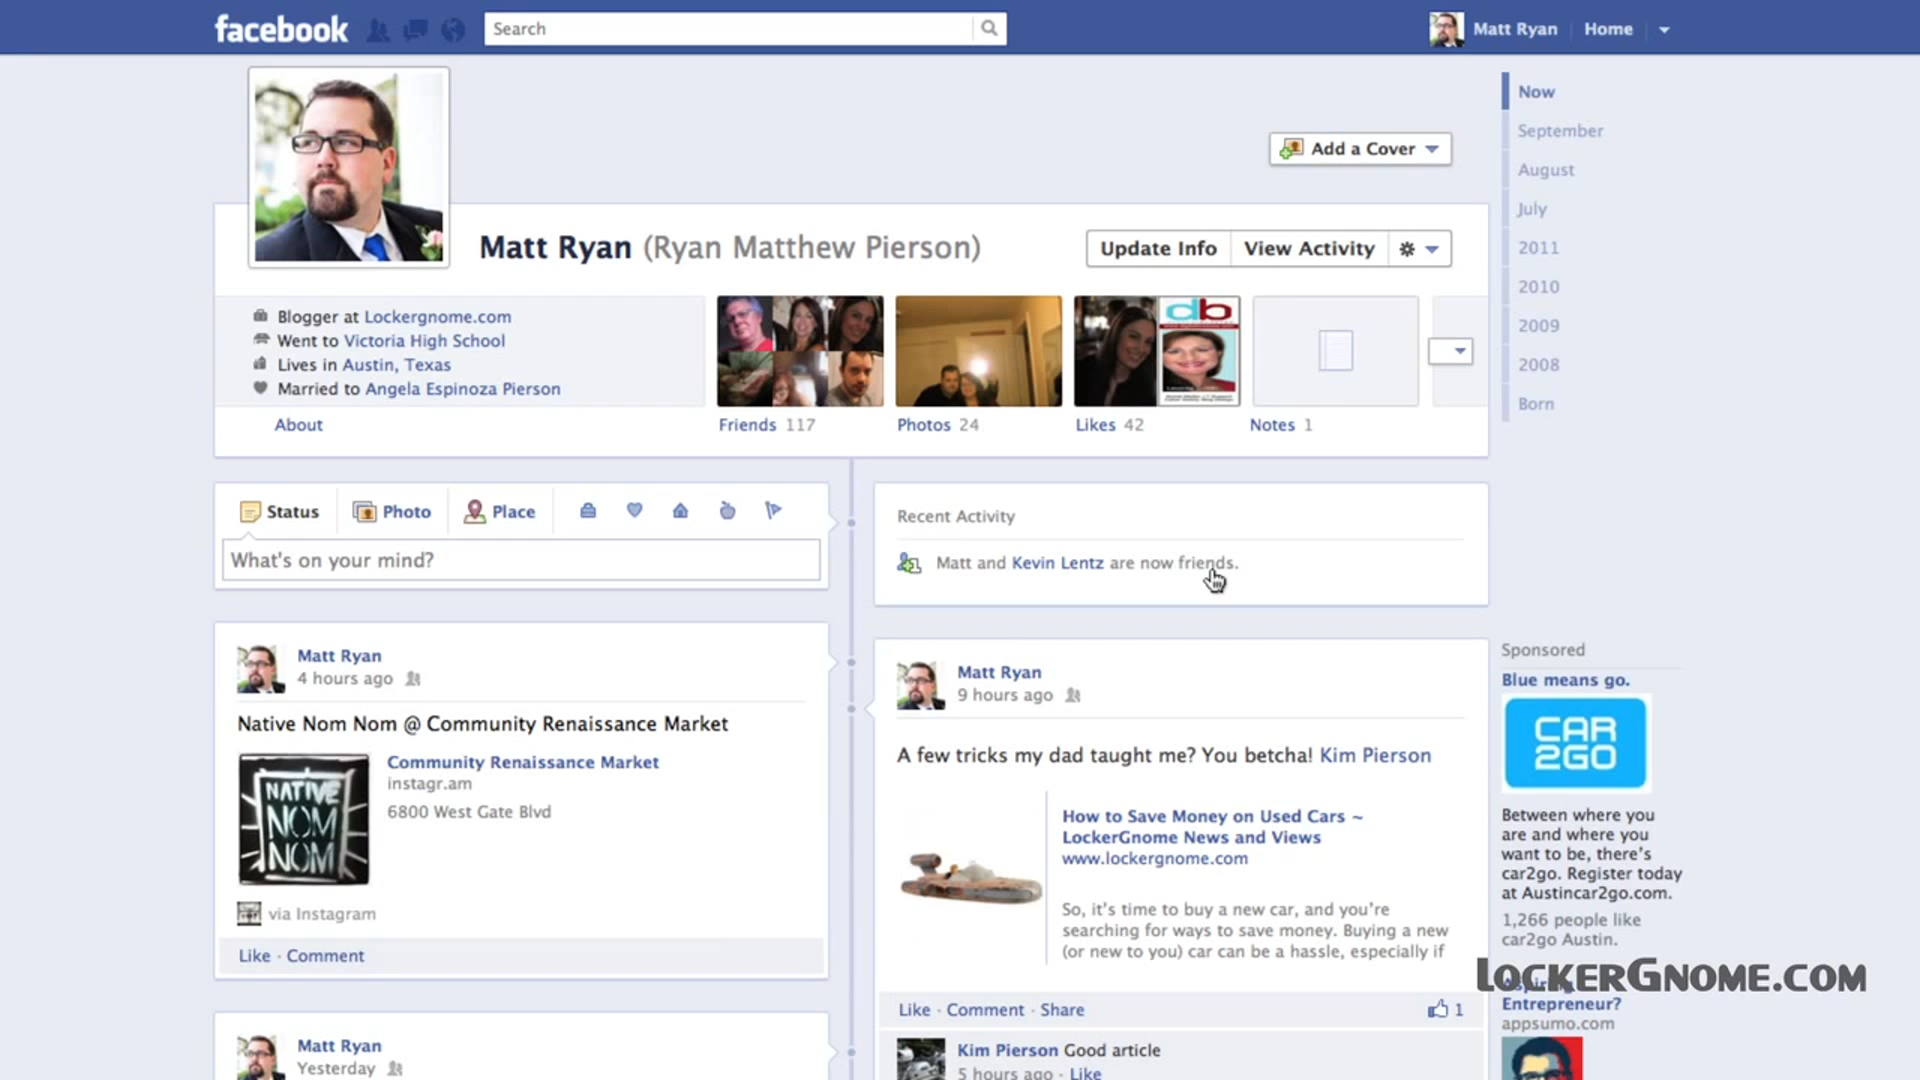 facebook
Search
Matt Ryan
Home
Now
September
August
July
2011
2010
2009
2008
Born
Add a Cover
Matt Ryan (Ryan Matthew Pierson)
Update Info
View Activity
Blogger at Lockergnome.com
Went to Victoria High School
Lives in Austin, Texas
Married to Angela Espinoza Pierson
About
db
Friends 117
Photos 24
Likes 42
Notes 1
Status
Photo
Place
What's on your mind?
Recent Activity
Matt and Kevin Lentz are now friends.
Matt Ryan
4 hours ago
Native Nom Nom @ Community Renaissance Market
NATIVE
NOM
NOM
Community Renaissance Market
instagr.am
6800 West Gate Blvd
via Instagram
Like · Comment
Matt Ryan
Yesterday
Matt Ryan
9 hours ago
A few tricks my dad taught me? You betcha! Kim Pierson
How to Save Money on Used Cars ~
LockerGnome News and Views
www.lockergnome.com
So, it's time to buy a new car, and you're
searching for ways to save money. Buying a new
(or new to you) car can be a hassle, especially if
Like · Comment · Share
1
Kim Pierson Good article
5 hours ago · Like
Sponsored
Blue means go.
CAR
2GO
Between where you
are and where you
want to be, there's
car2go. Register today
at Austincar2go.com.
1,266 people like
car2go Austin.
LOCKERGNOME.COM
Aspiring
Entrepreneur?
appsumo.com